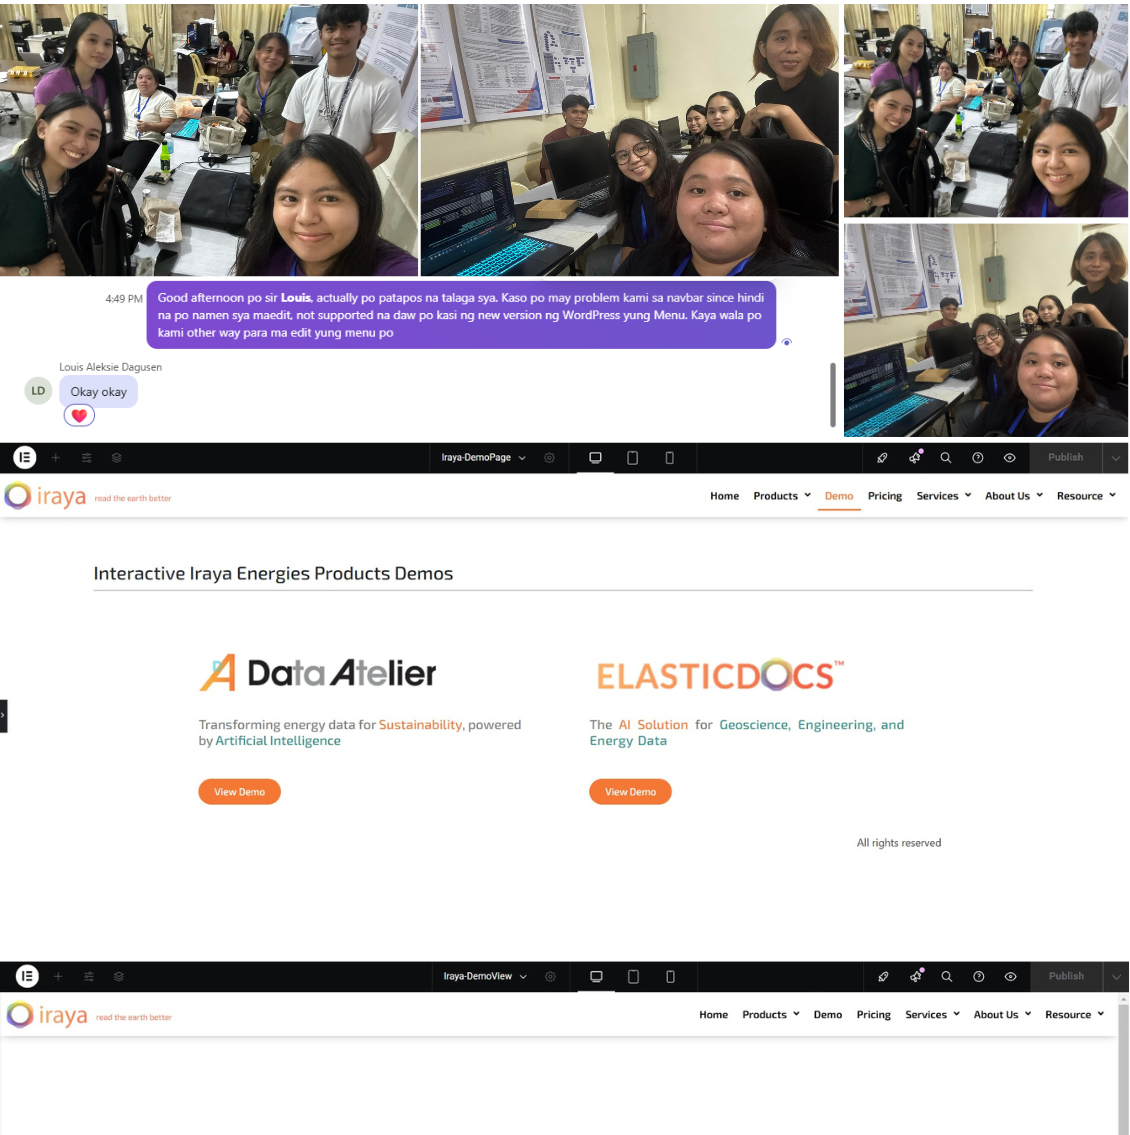 4:49 PM
Good afternoon po sir Louis, actually po patapos na talaga sya. Kaso po may problem kami sa navbar since hindi
na po namen sya maedit, not supported na daw po kasi ng new version ng WordPress yung Menu. Kaya wala po
kami other way para ma edit yung menu po
Louis Aleksie Dagusen
LD
Okay okay
Iraya-DemoPage
Publish
iraya read the earth better
Home Products Demo Pricing Services About Us Resource
Interactive Iraya Energies Products Demos
Data Atelier
Transforming energy data for Sustainability, powered
by Artificial Intelligence
View Demo
ELASTICDOCS™
The AI Solution for Geoscience, Engineering, and
Energy Data
View Demo
All rights reserved
Iraya-DemoView
Publish
iraya read the earth better
Home Products Demo Pricing Services About Us Resource